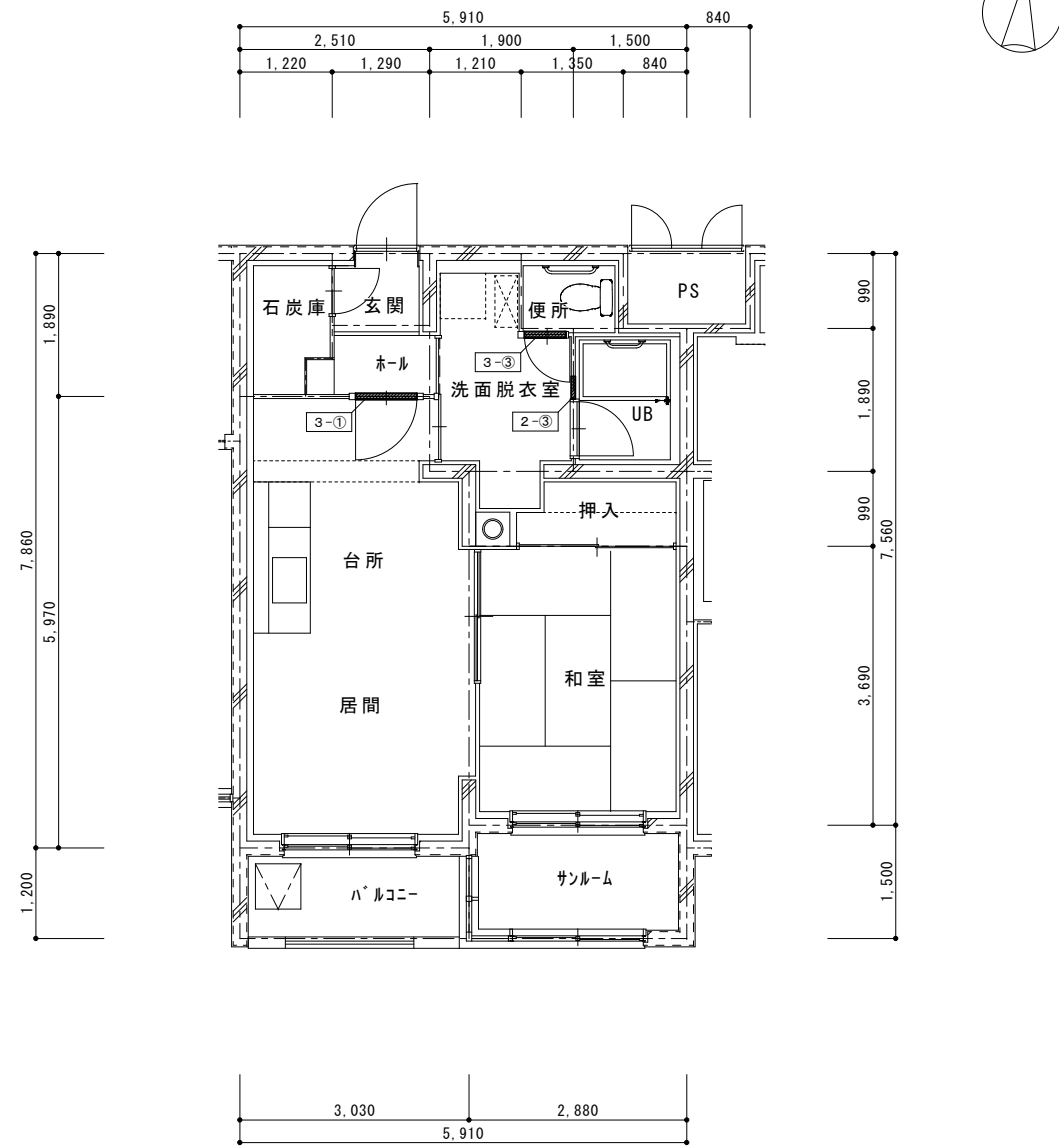 5,910
840
2,510
1,900
1,500
1,220
1,290
1,210
1,350
840
石炭庫
玄関
便所
PS
ホール
3-③
洗面脱衣室
3-①
2-③
UB
押入
台所
和室
居間
サンルーム
バルコニー
1,890
7,860
5,970
1,200
990
1,890
990
7,560
3,690
1,500
3,030
2,880
5,910